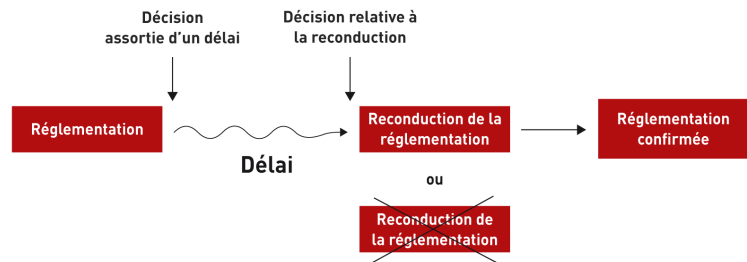 Décision
assortie d'un délai
Décision relative à
la reconduction
Réglementation
Délai
Reconduction de la
réglementation
ou
Reconduction de
la réglementation
Réglementation
confirmée